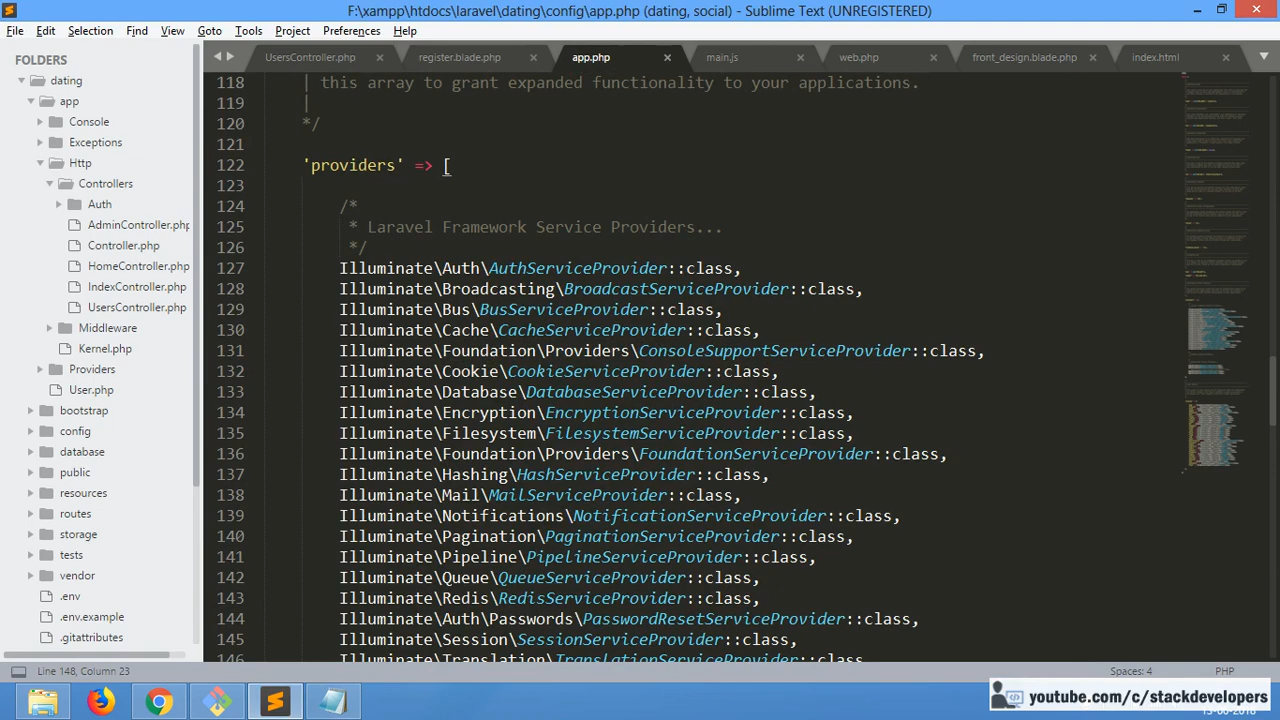 F:\xampp\htdocs\laravel\dating\config\app.php (dating, social) - Sublime Text (UNREGISTERED)
File Edit Selection Find View Goto Tools Project Preferences Help
FOLDERS
dating
app
Console
Exceptions
Http
Controllers
Auth
AdminController.php
Controller.php
HomeController.php
IndexController.php
UsersController.php
Middleware
Kernel.php
Providers
User.php
bootstrap
config
database
public
resources
routes
storage
tests
vendor
.env
.env.example
.gitattributes
UsersController.php register.blade.php app.php main.js web.php front_design.blade.php index.html
118 | this array to grant expanded functionality to your applications.
119 |
120 */
121
122 'providers' => [
123
124 /*
125 * Laravel Framework Service Providers...
126 */
127 Illuminate\Auth\AuthServiceProvider::class,
128 Illuminate\Broadcasting\BroadcastServiceProvider::class,
129 Illuminate\Bus\BusServiceProvider::class,
130 Illuminate\Cache\CacheServiceProvider::class,
131 Illuminate\Foundation\Providers\ConsoleSupportServiceProvider::class,
132 Illuminate\Cookie\CookieServiceProvider::class,
133 Illuminate\Database\DatabaseServiceProvider::class,
134 Illuminate\Encryption\EncryptionServiceProvider::class,
135 Illuminate\Filesystem\FilesystemServiceProvider::class,
136 Illuminate\Foundation\Providers\FoundationServiceProvider::class,
137 Illuminate\Hashing\HashServiceProvider::class,
138 Illuminate\Mail\MailServiceProvider::class,
139 Illuminate\Notifications\NotificationServiceProvider::class,
140 Illuminate\Pagination\PaginationServiceProvider::class,
141 Illuminate\Pipeline\PipelineServiceProvider::class,
142 Illuminate\Queue\QueueServiceProvider::class,
143 Illuminate\Redis\RedisServiceProvider::class,
144 Illuminate\Auth\Passwords\PasswordResetServiceProvider::class,
145 Illuminate\Session\SessionServiceProvider::class,
146 Illuminate\Translation\TranslationServiceProvider::class,
Line 148, Column 23 Spaces: 4 PHP
youtube.com/c/stackdevelopers